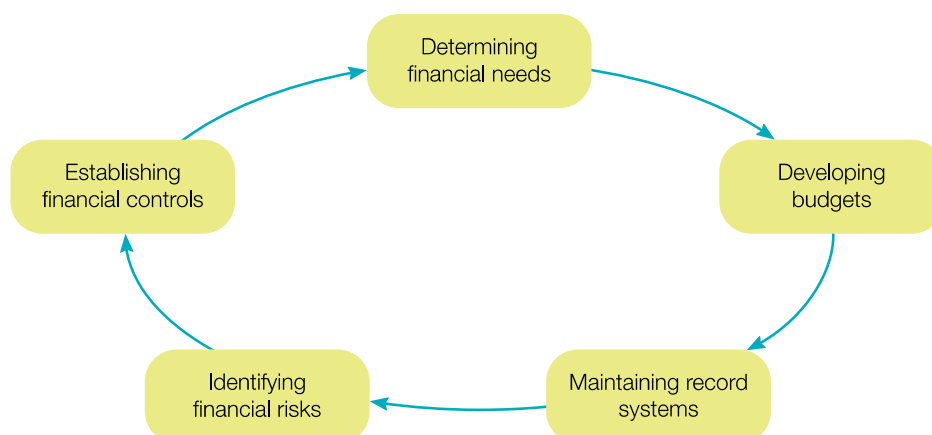 Determining
financial needs
Developing
budgets
Maintaining record
systems
Identifying
financial risks
Establishing
financial controls